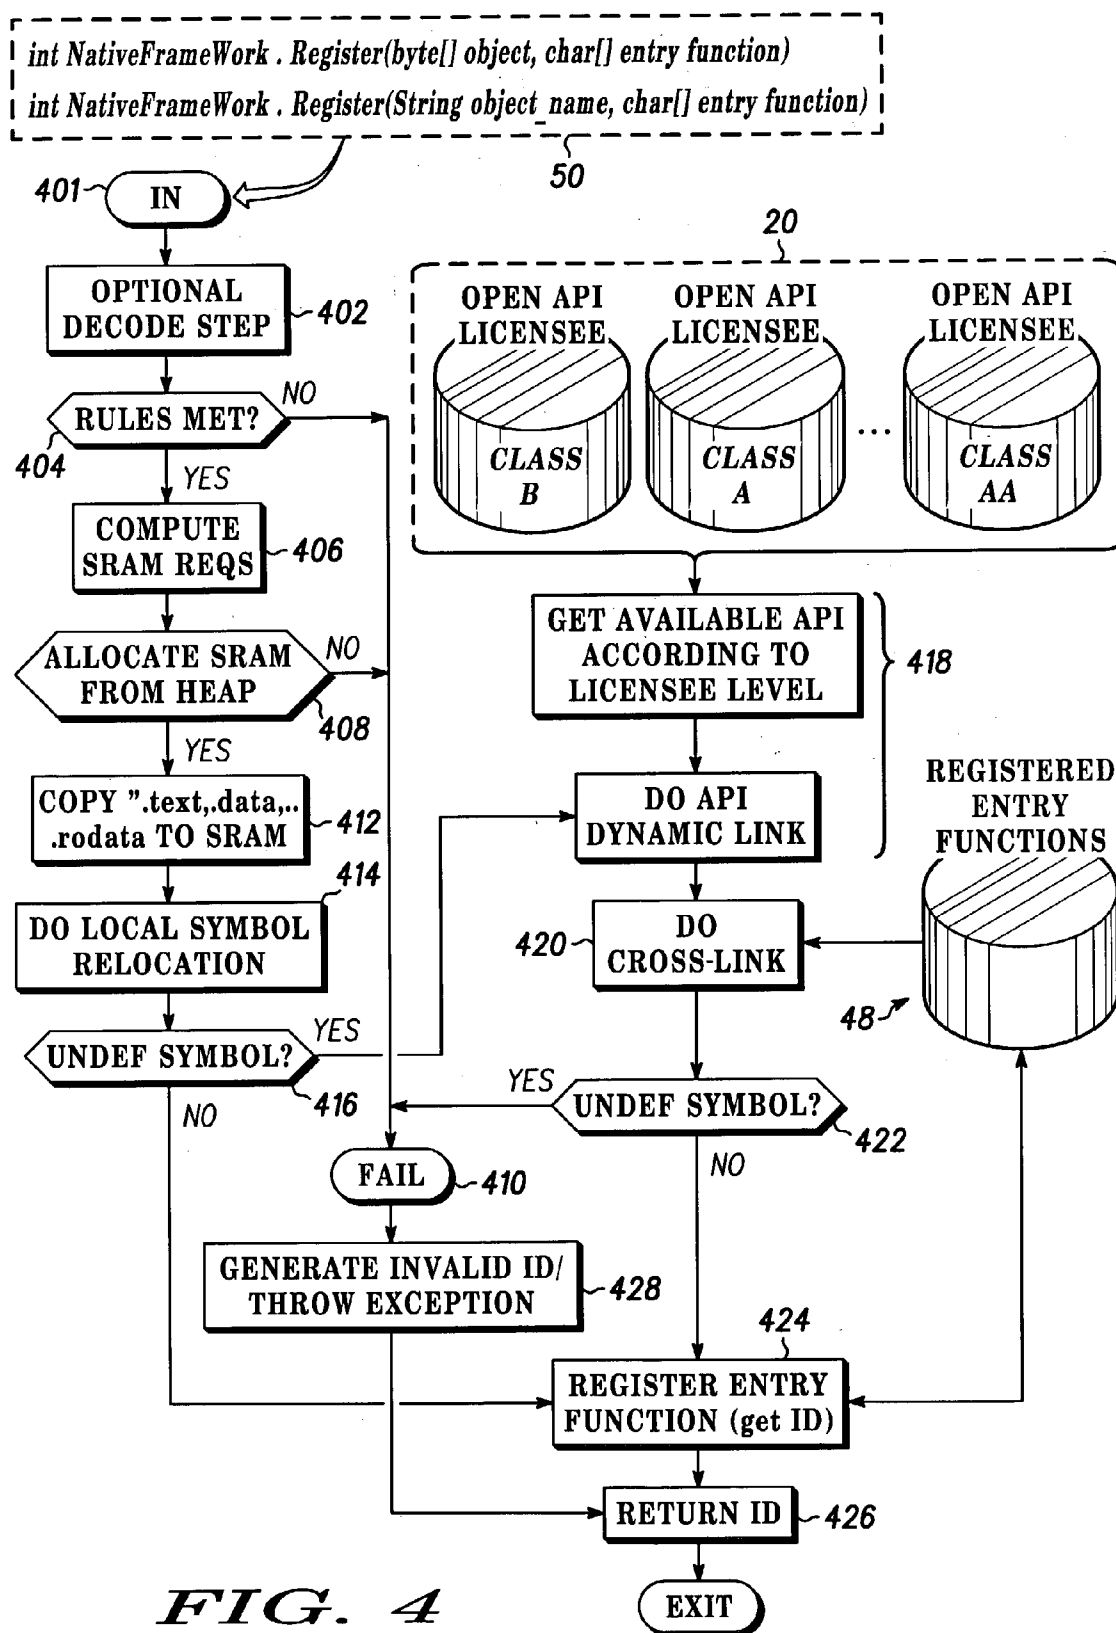 int NativeFrameWork . Register(byte[] object, char[] entry function)
int NativeFrameWork . Register(String object_name, char[] entry function)
50
401
IN
OPTIONAL
DECODE STEP
402
RULES MET?
NO
404
YES
COMPUTE
SRAM REQS
406
ALLOCATE SRAM
FROM HEAP
NO
408
YES
COPY ".text,.data,..
.rodata TO SRAM
412
414
DO LOCAL SYMBOL
RELOCATION
UNDEF SYMBOL?
YES
416
NO
20
OPEN API
LICENSEE
CLASS
B
OPEN API
LICENSEE
CLASS
A
...
OPEN API
LICENSEE
CLASS
AA
GET AVAILABLE API
ACCORDING TO
LICENSEE LEVEL
418
DO API
DYNAMIC LINK
REGISTERED
ENTRY
FUNCTIONS
48
420
DO
CROSS-LINK
YES
UNDEF SYMBOL?
422
NO
FAIL
410
GENERATE INVALID ID/
THROW EXCEPTION
428
424
REGISTER ENTRY
FUNCTION (get ID)
RETURN ID
426
EXIT
FIG. 4